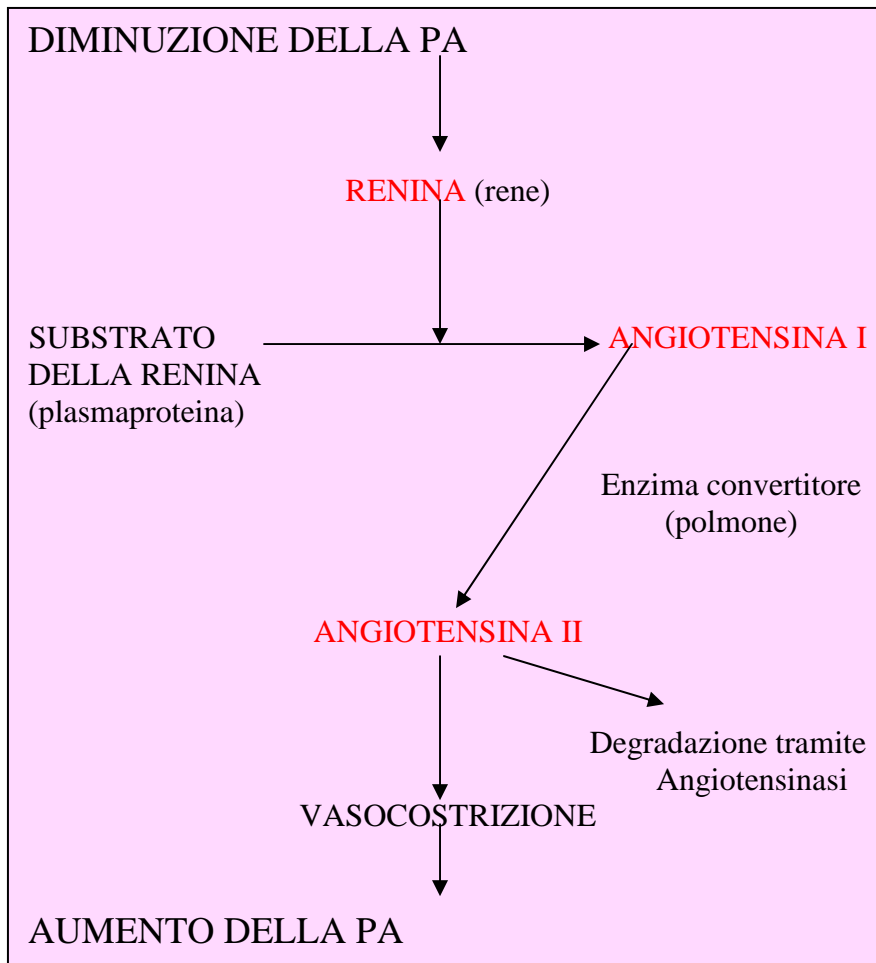 DIMINUZIONE DELLA PA
RENINA (rene)
SUBSTRATO
DELLA RENINA
(plasmaproteina)
ANGIOTENSINA I
Enzima convertitore
(polmone)
ANGIOTENSINA II
Degradazione tramite
Angiotensinasi
VASOCOSTRIZIONE
AUMENTO DELLA PA